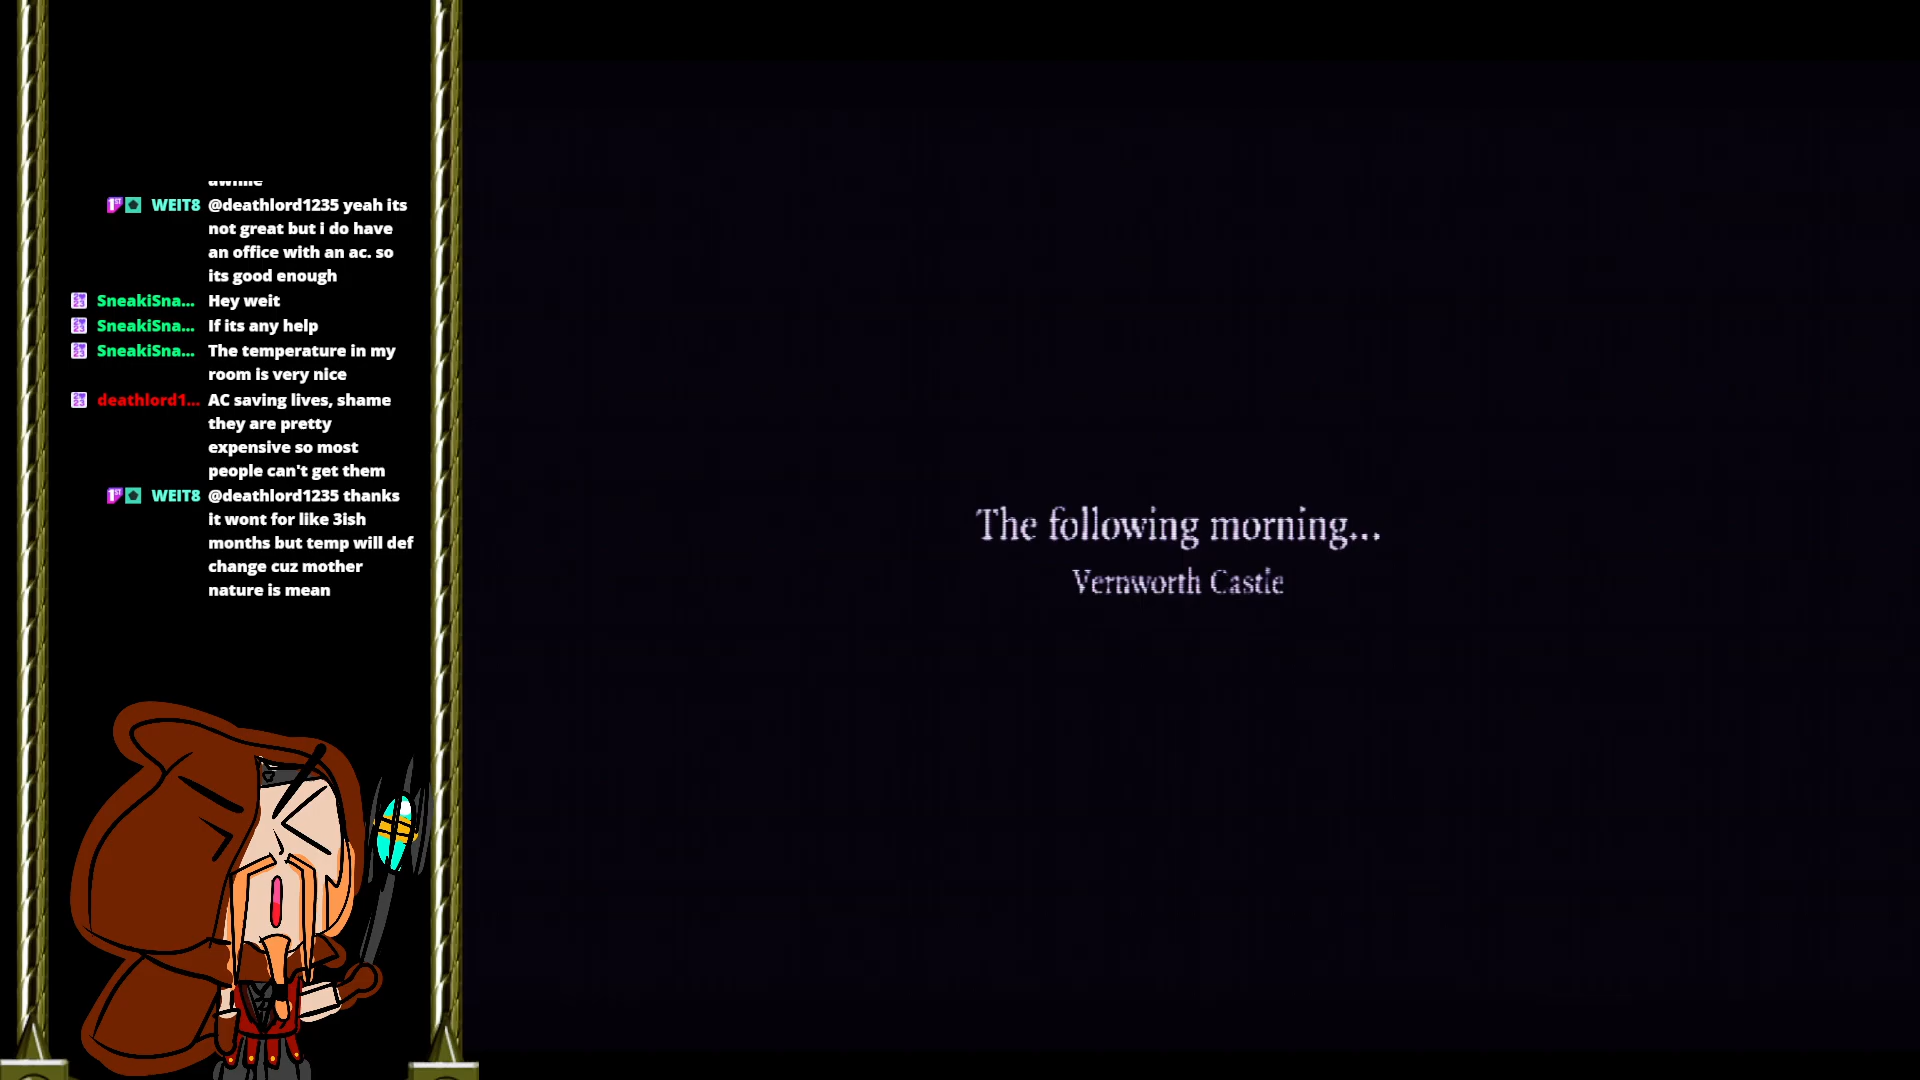 awhile
WEIT8 @deathlord1235 yeah its
not great but i do have
an office with an ac. so
its good enough
SneakiSna... Hey weit
SneakiSna... If its any help
SneakiSna... The temperature in my
room is very nice
deathlord1... AC saving lives, shame
they are pretty
expensive so most
people can't get them
WEIT8 @deathlord1235 thanks
it wont for like 3ish
months but temp will def
change cuz mother
nature is mean
The following morning...
Vernworth Castle